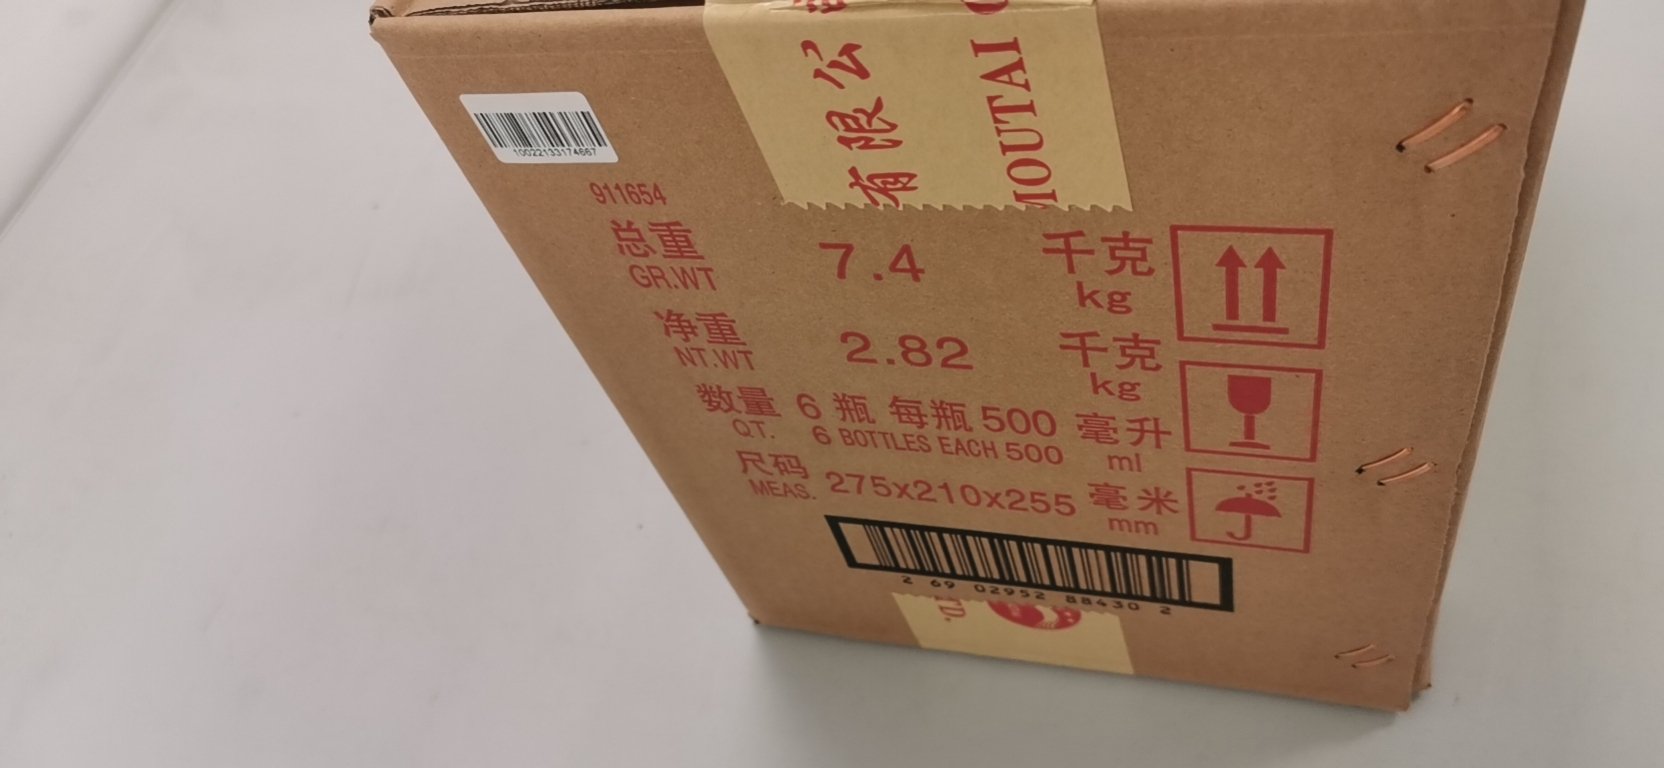 有限公
MOUTAI
10022133174667
911654
总重 7.4 千克
GR.WT kg
净重 2.82 千克
NT.WT kg
数量 6 瓶 每瓶 500 毫升
QT. 6 BOTTLES EACH 500 ml
尺码 275x210x255 毫米
MEAS. mm
2 69 02952 88430 2
TD.